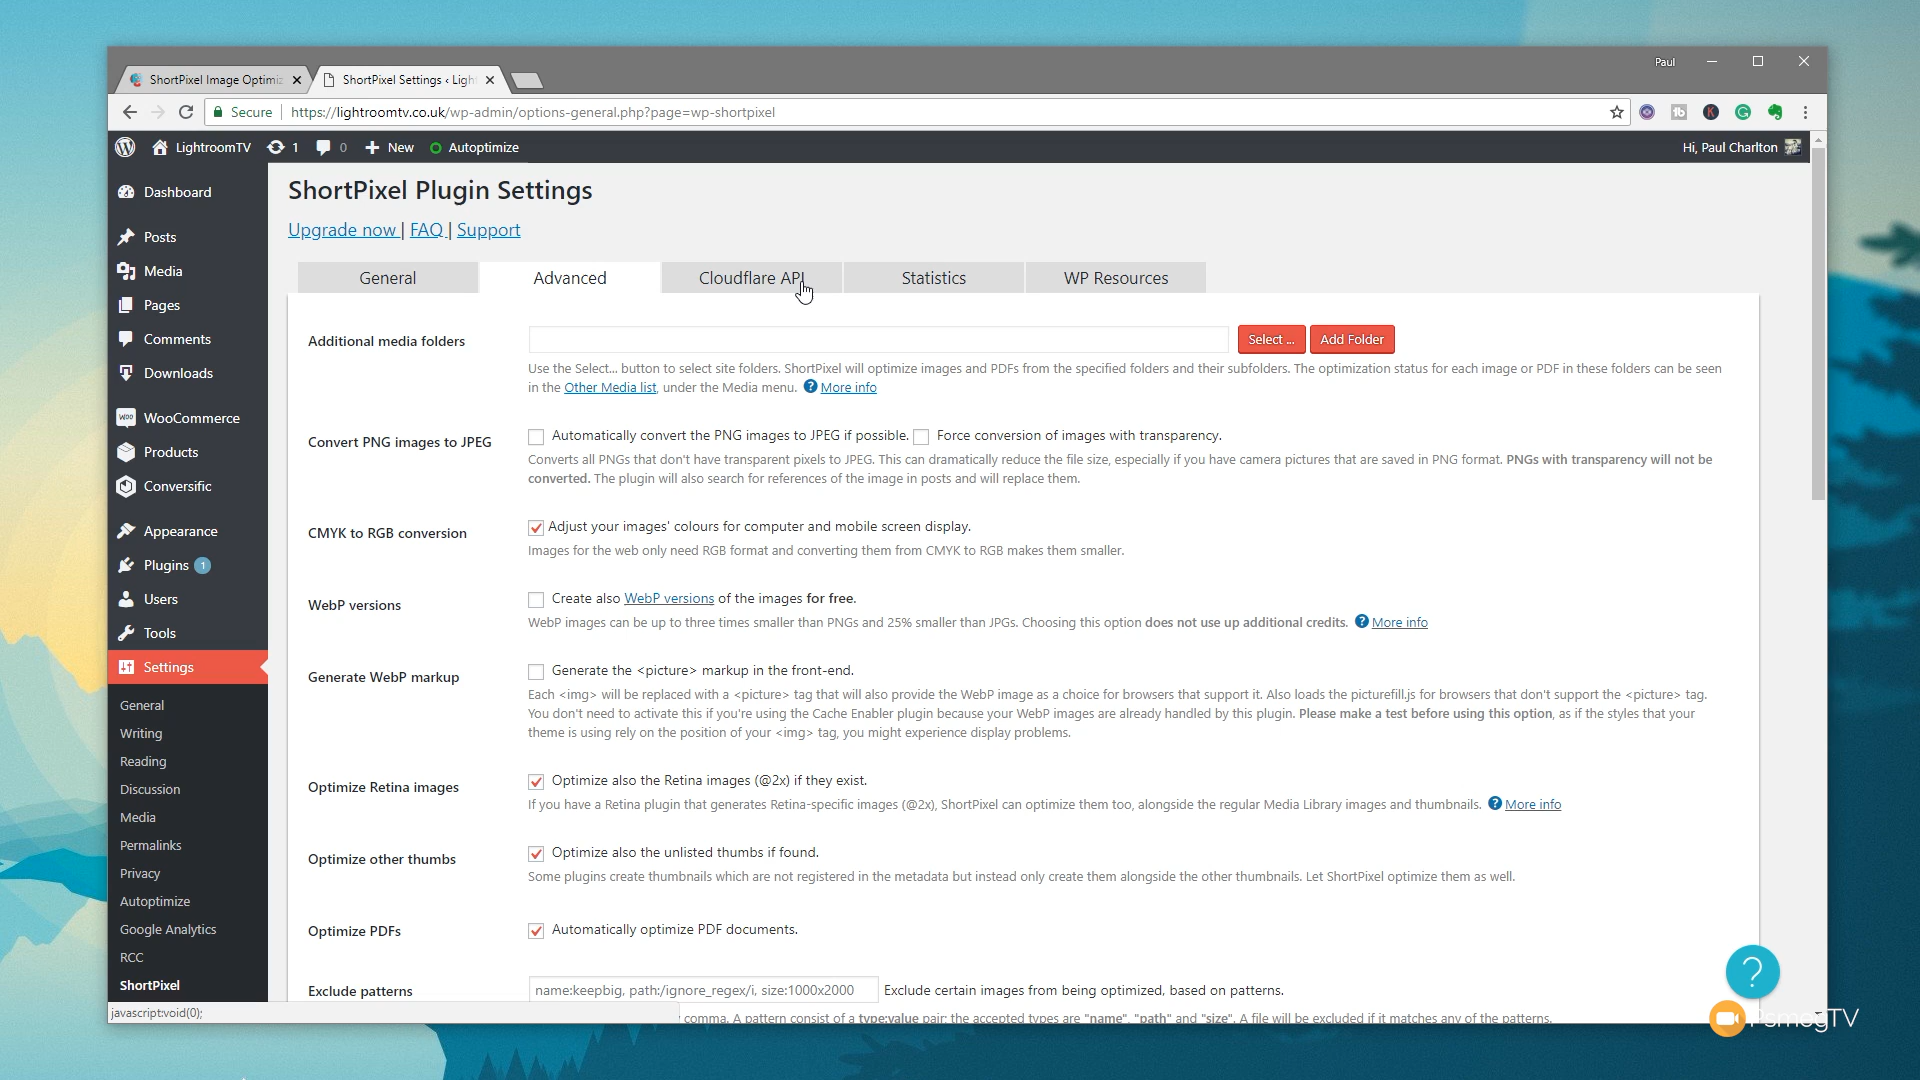 Paul
ShortPixel Image Optimiz
ShortPixel Settings ‹ Light
Secure
https://lightroomtv.co.uk/wp-admin/options-general.php?page=wp-shortpixel
LightroomTV
1
0
New
Autoptimize
Hi, Paul Charlton
Dashboard
Posts
Media
Pages
Comments
Downloads
WooCommerce
Products
Conversific
Appearance
Plugins 1
Users
Tools
Settings
General
Writing
Reading
Discussion
Media
Permalinks
Privacy
Autoptimize
Google Analytics
RCC
ShortPixel
javascript:void(0);
ShortPixel Plugin Settings
Upgrade now | FAQ | Support
General
Advanced
Cloudflare API
Statistics
WP Resources
Additional media folders
Select ...
Add Folder
Use the Select... button to select site folders. ShortPixel will optimize images and PDFs from the specified folders and their subfolders. The optimization status for each image or PDF in these folders can be seen
in the Other Media list, under the Media menu. ? More info
Convert PNG images to JPEG
Automatically convert the PNG images to JPEG if possible.
Force conversion of images with transparency.
Converts all PNGs that don't have transparent pixels to JPEG. This can dramatically reduce the file size, especially if you have camera pictures that are saved in PNG format. PNGs with transparency will not be
converted. The plugin will also search for references of the image in posts and will replace them.
CMYK to RGB conversion
Adjust your images' colours for computer and mobile screen display.
Images for the web only need RGB format and converting them from CMYK to RGB makes them smaller.
WebP versions
Create also WebP versions of the images for free.
WebP images can be up to three times smaller than PNGs and 25% smaller than JPGs. Choosing this option does not use up additional credits. ? More info
Generate WebP markup
Generate the <picture> markup in the front-end.
Each <img> will be replaced with a <picture> tag that will also provide the WebP image as a choice for browsers that support it. Also loads the picturefill.js for browsers that don't support the <picture> tag.
You don't need to activate this if you're using the Cache Enabler plugin because your WebP images are already handled by this plugin. Please make a test before using this option, as if the styles that your
theme is using rely on the position of your <img> tag, you might experience display problems.
Optimize Retina images
Optimize also the Retina images (@2x) if they exist.
If you have a Retina plugin that generates Retina-specific images (@2x), ShortPixel can optimize them too, alongside the regular Media Library images and thumbnails. ? More info
Optimize other thumbs
Optimize also the unlisted thumbs if found.
Some plugins create thumbnails which are not registered in the metadata but instead only create them alongside the other thumbnails. Let ShortPixel optimize them as well.
Optimize PDFs
Automatically optimize PDF documents.
Exclude patterns
name:keepbig, path:/ignore_regex/i, size:1000x2000
Exclude certain images from being optimized, based on patterns.
comma. A pattern consist of a type:value pair; the accepted types are "name", "path" and "size". A file will be excluded if it matches any of the patterns.
?
PsmegTV